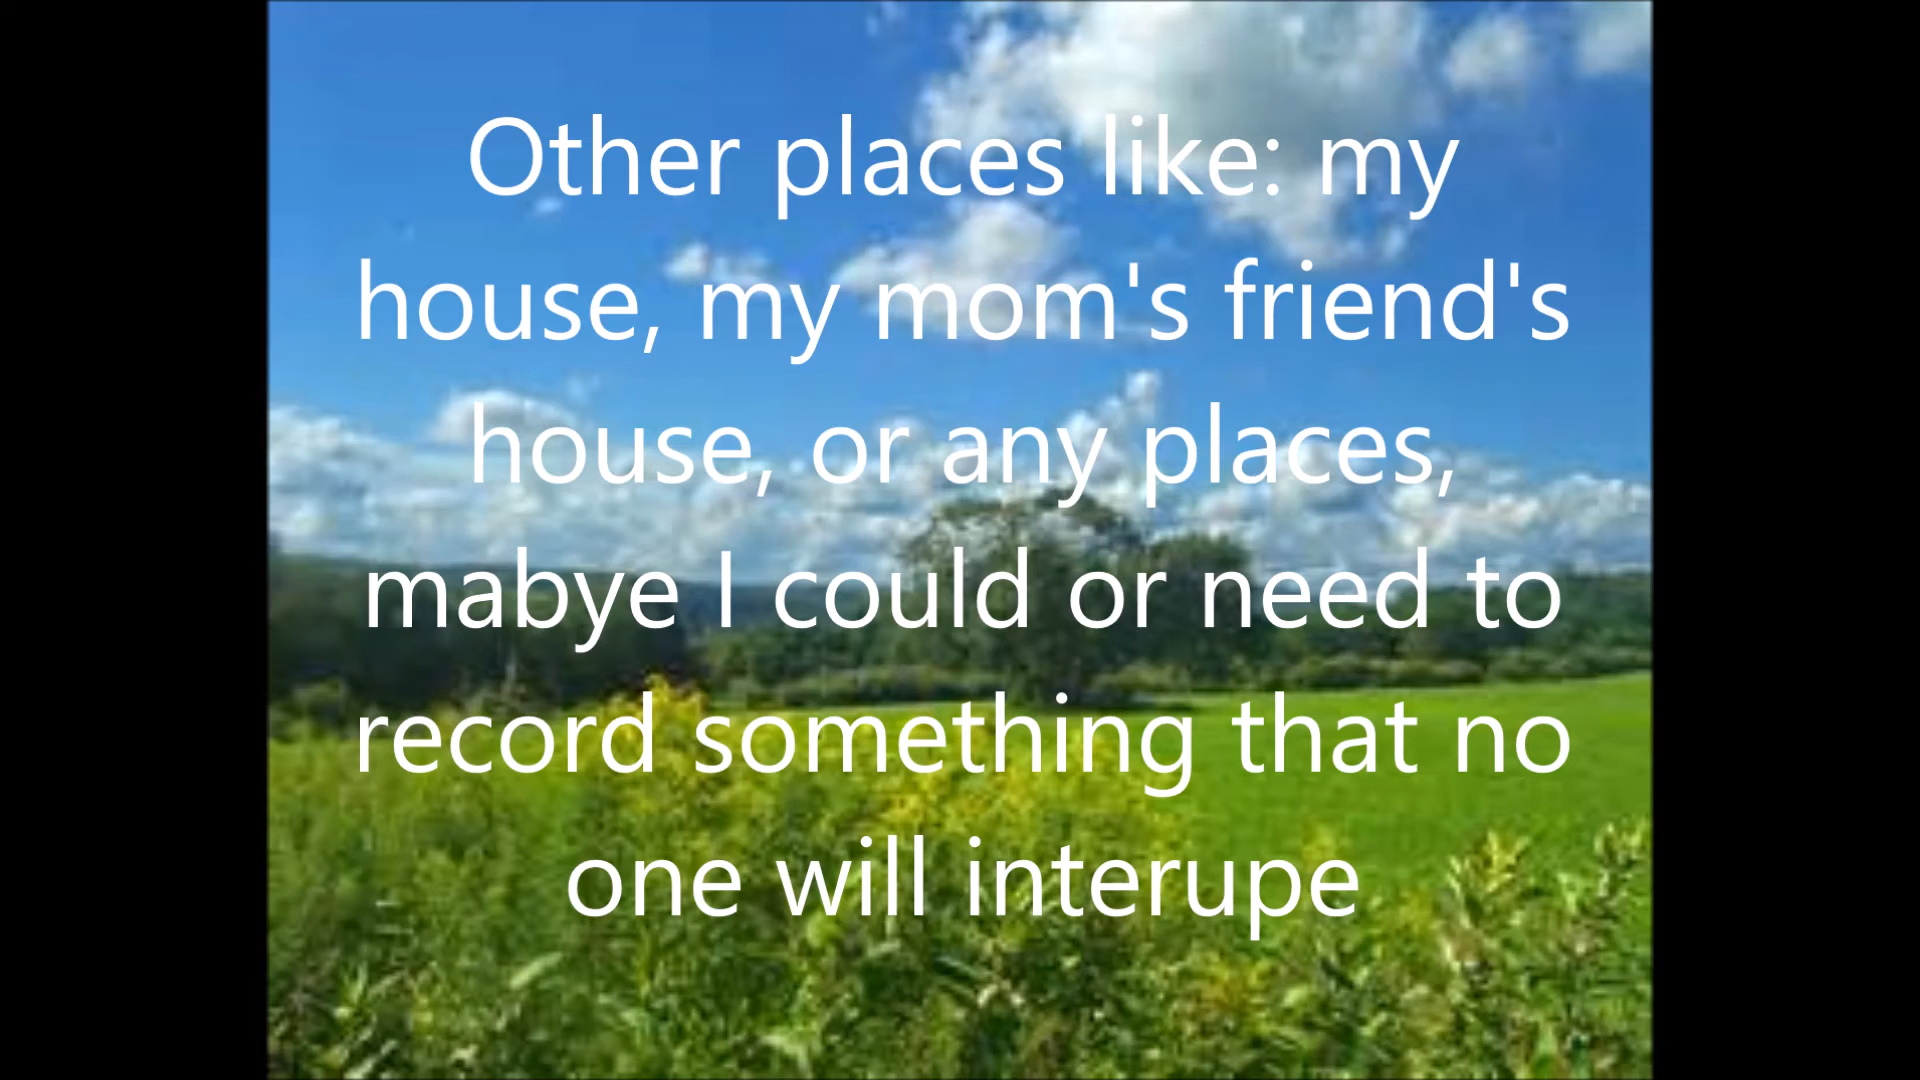 Other places like: my
house, my mom's friend's
house, or any places,
mabye I could or need to
record something that no
one will interupe